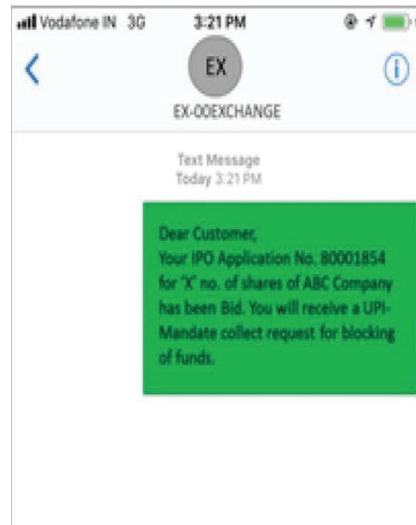 Vodafone IN 3G 3:21 PM
EX
EX-00EXCHANGE
Text Message
Today 3:21 PM
Dear Customer,
Your IPO Application No. 80001854
for "X" no. of shares of ABC Company
has been Bid. You will receive a UPI-
Mandate collect request for blocking
of funds.